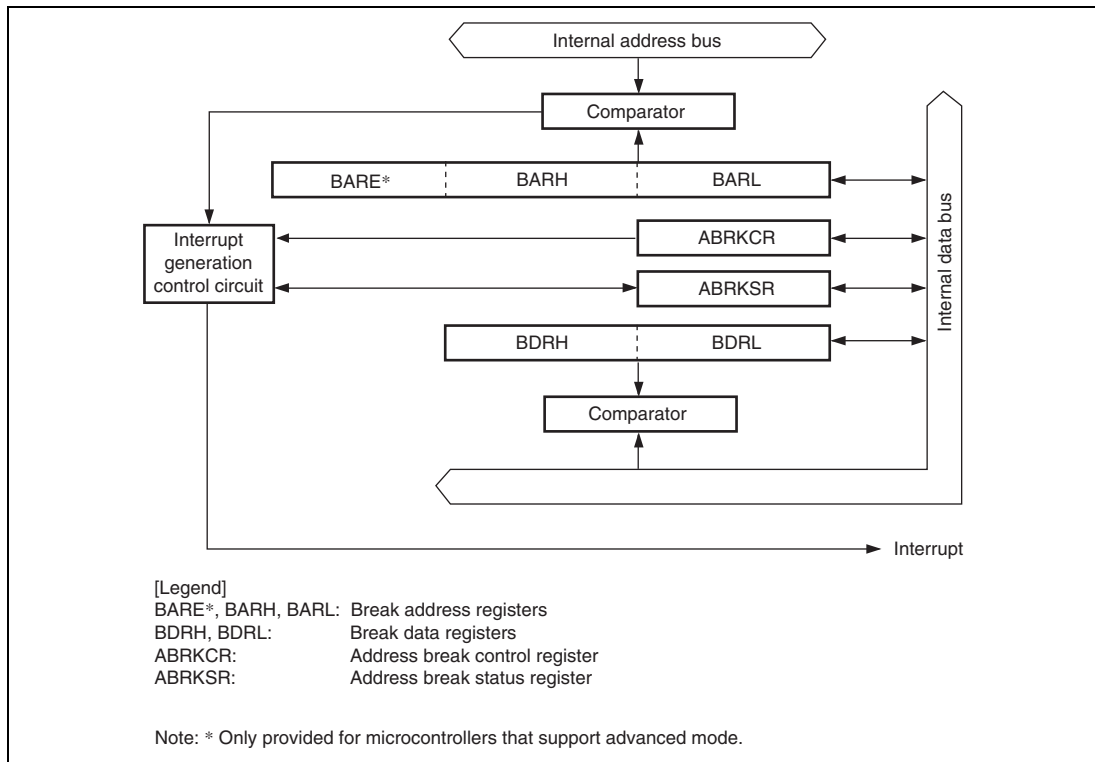 Internal address bus
Comparator
BARE*
BARH
BARL
Interrupt
generation
control circuit
ABRKCR
ABRKSR
BDRH
BDRL
Comparator
Internal data bus
Interrupt
[Legend]
BARE*, BARH, BARL: Break address registers
BDRH, BDRL: Break data registers
ABRKCR: Address break control register
ABRKSR: Address break status register
Note: * Only provided for microcontrollers that support advanced mode.